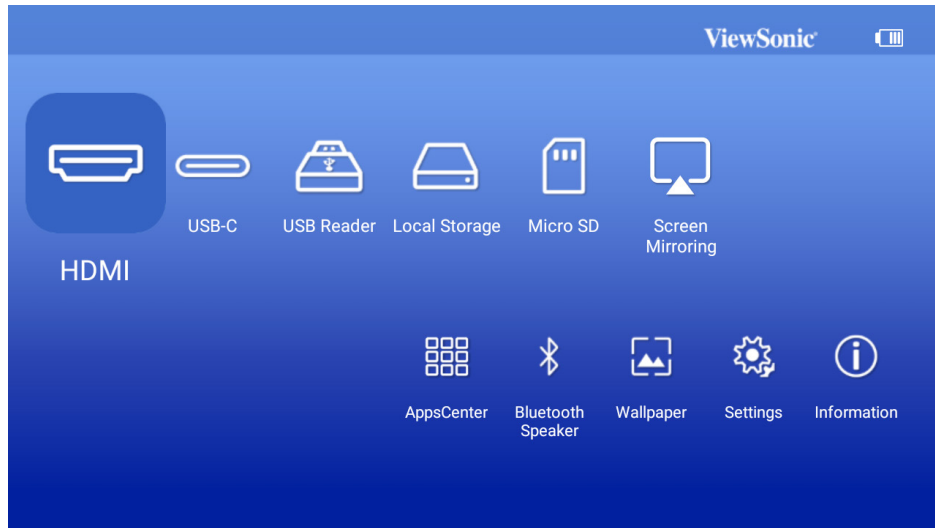 ViewSonic®
HDMI
USB-C
USB Reader
Local Storage
Micro SD
Screen
Mirroring
AppsCenter
Bluetooth
Speaker
Wallpaper
Settings
Information